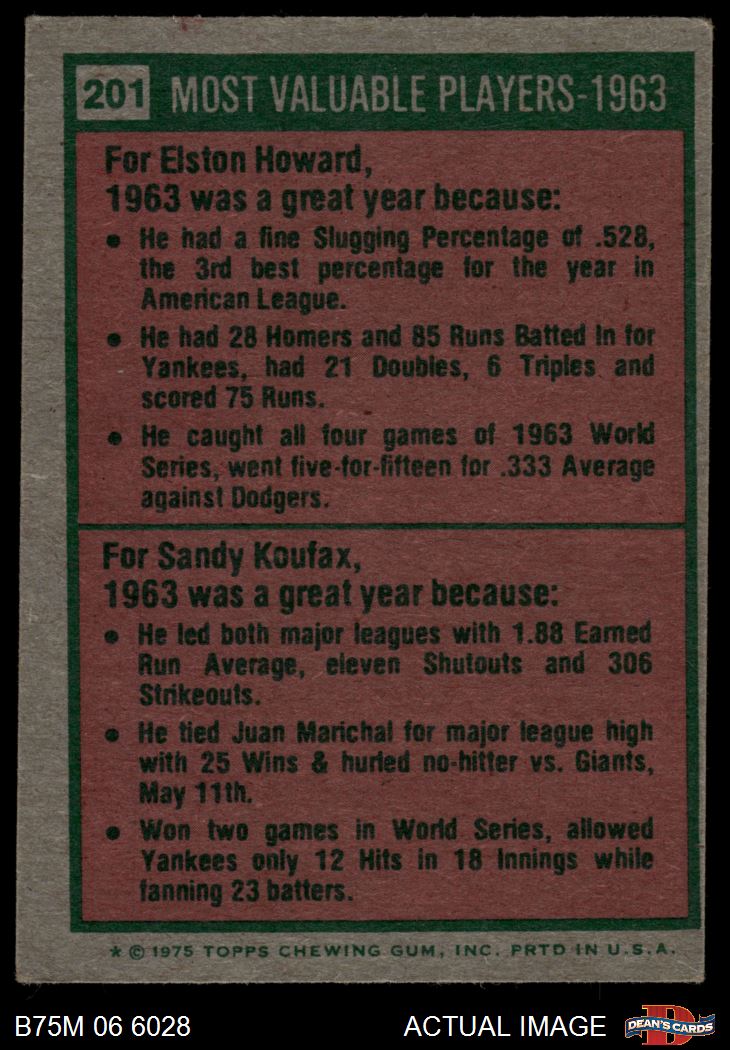 201 MOST VALUABLE PLAYERS-1963
For Elston Howard,
1963 was a great year because:
• He had a fine Slugging Percentage of .528,
the 3rd best percentage for the year in
American League.
• He had 28 Homers and 85 Runs Batted In for
Yankees, had 21 Doubles, 6 Triples and
scored 75 Runs.
• He caught all four games of 1963 World
Series, went five-for-fifteen for .333 Average
against Dodgers.
For Sandy Koufax,
1963 was a great year because:
• He led both major leagues with 1.88 Earned
Run Average, eleven Shutouts and 306
Strikeouts.
• He tied Juan Marichal for major league high
with 25 Wins & hurled no-hitter vs. Giants,
May 11th.
• Won two games in World Series, allowed
Yankees only 12 Hits in 18 Innings while
fanning 23 batters.
* © 1975 TOPPS CHEWING GUM, INC. PRTD IN U.S.A.
B75M 06 6028 ACTUAL IMAGE D DEAN'S CARDS